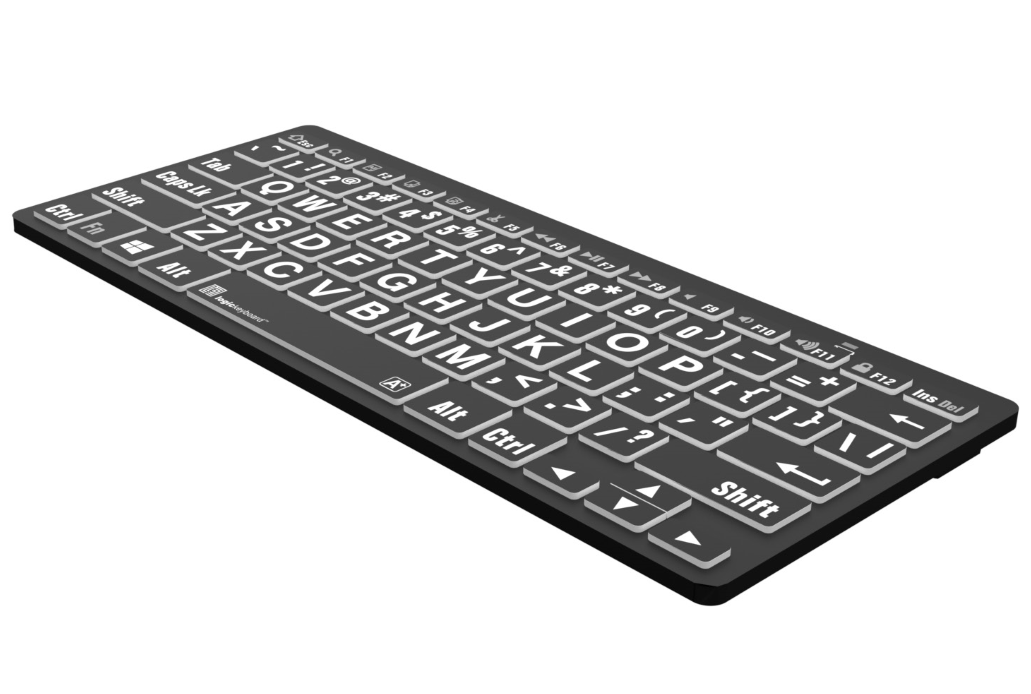 Esc F1 F2 F3 F4 F5 F6 F7 F8 F9 F10 F11 F12 Ins Del
` ~ 1 ! 2 @ 3 # 4 $ 5 % 6 ^ 7 & 8 * 9 ( 0 ) - _ = +
Tab Q W E R T Y U I O P [ { ] } \ |
Caps Lk A S D F G H J K L ; : ' "
Shift Z X C V B N M , < . > / ? Shift
Ctrl Fn Alt logickeyboard™ A+ Alt Ctrl